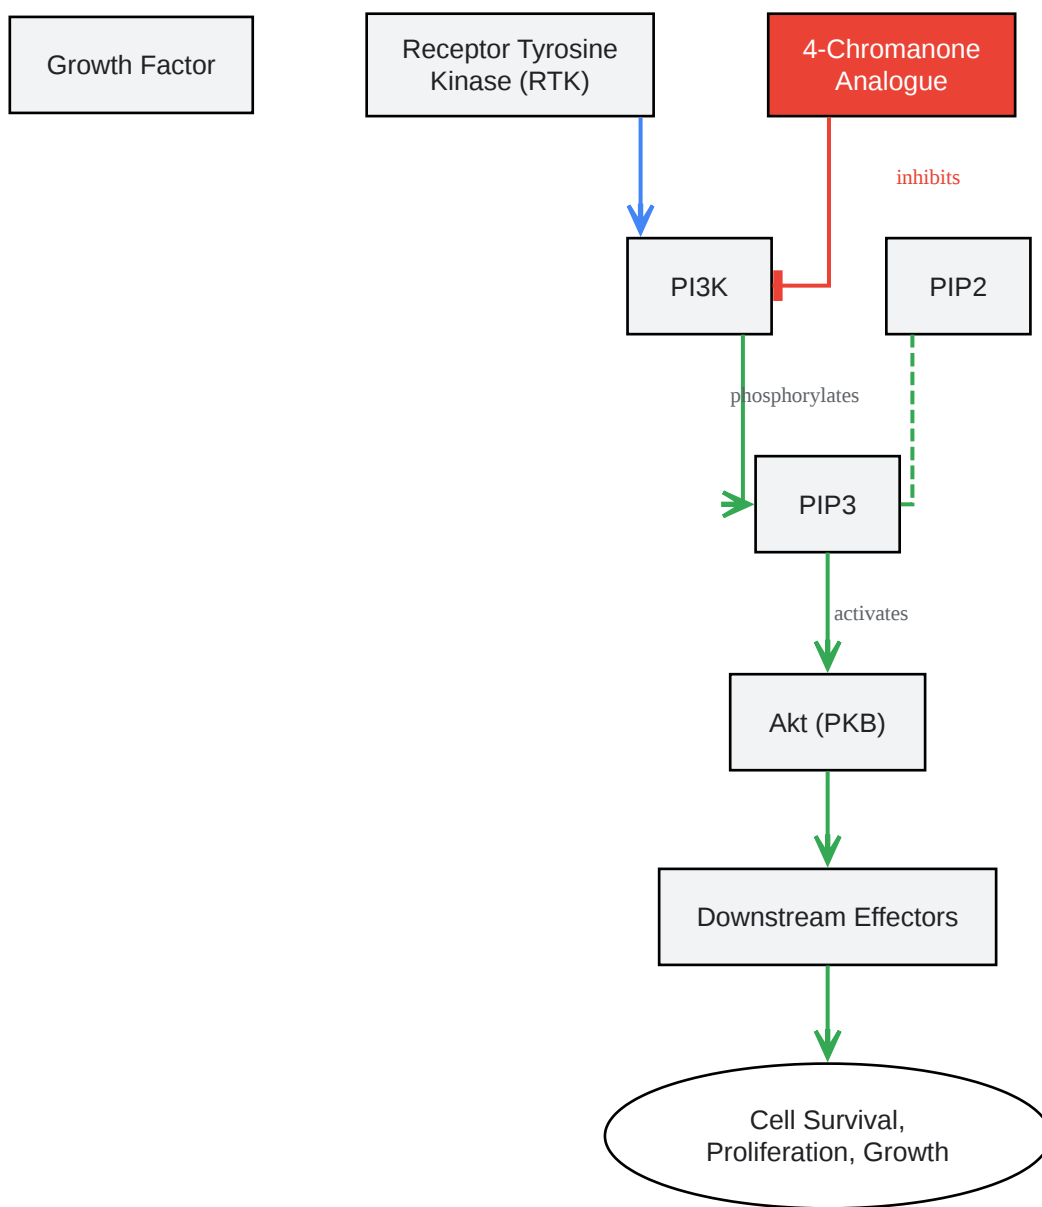 Growth Factor
Receptor Tyrosine
Kinase (RTK)
4-Chromanone
Analogue
inhibits
PI3K
PIP2
phosphorylates
PIP3
activates
Akt (PKB)
Downstream Effectors
Cell Survival,
Proliferation, Growth